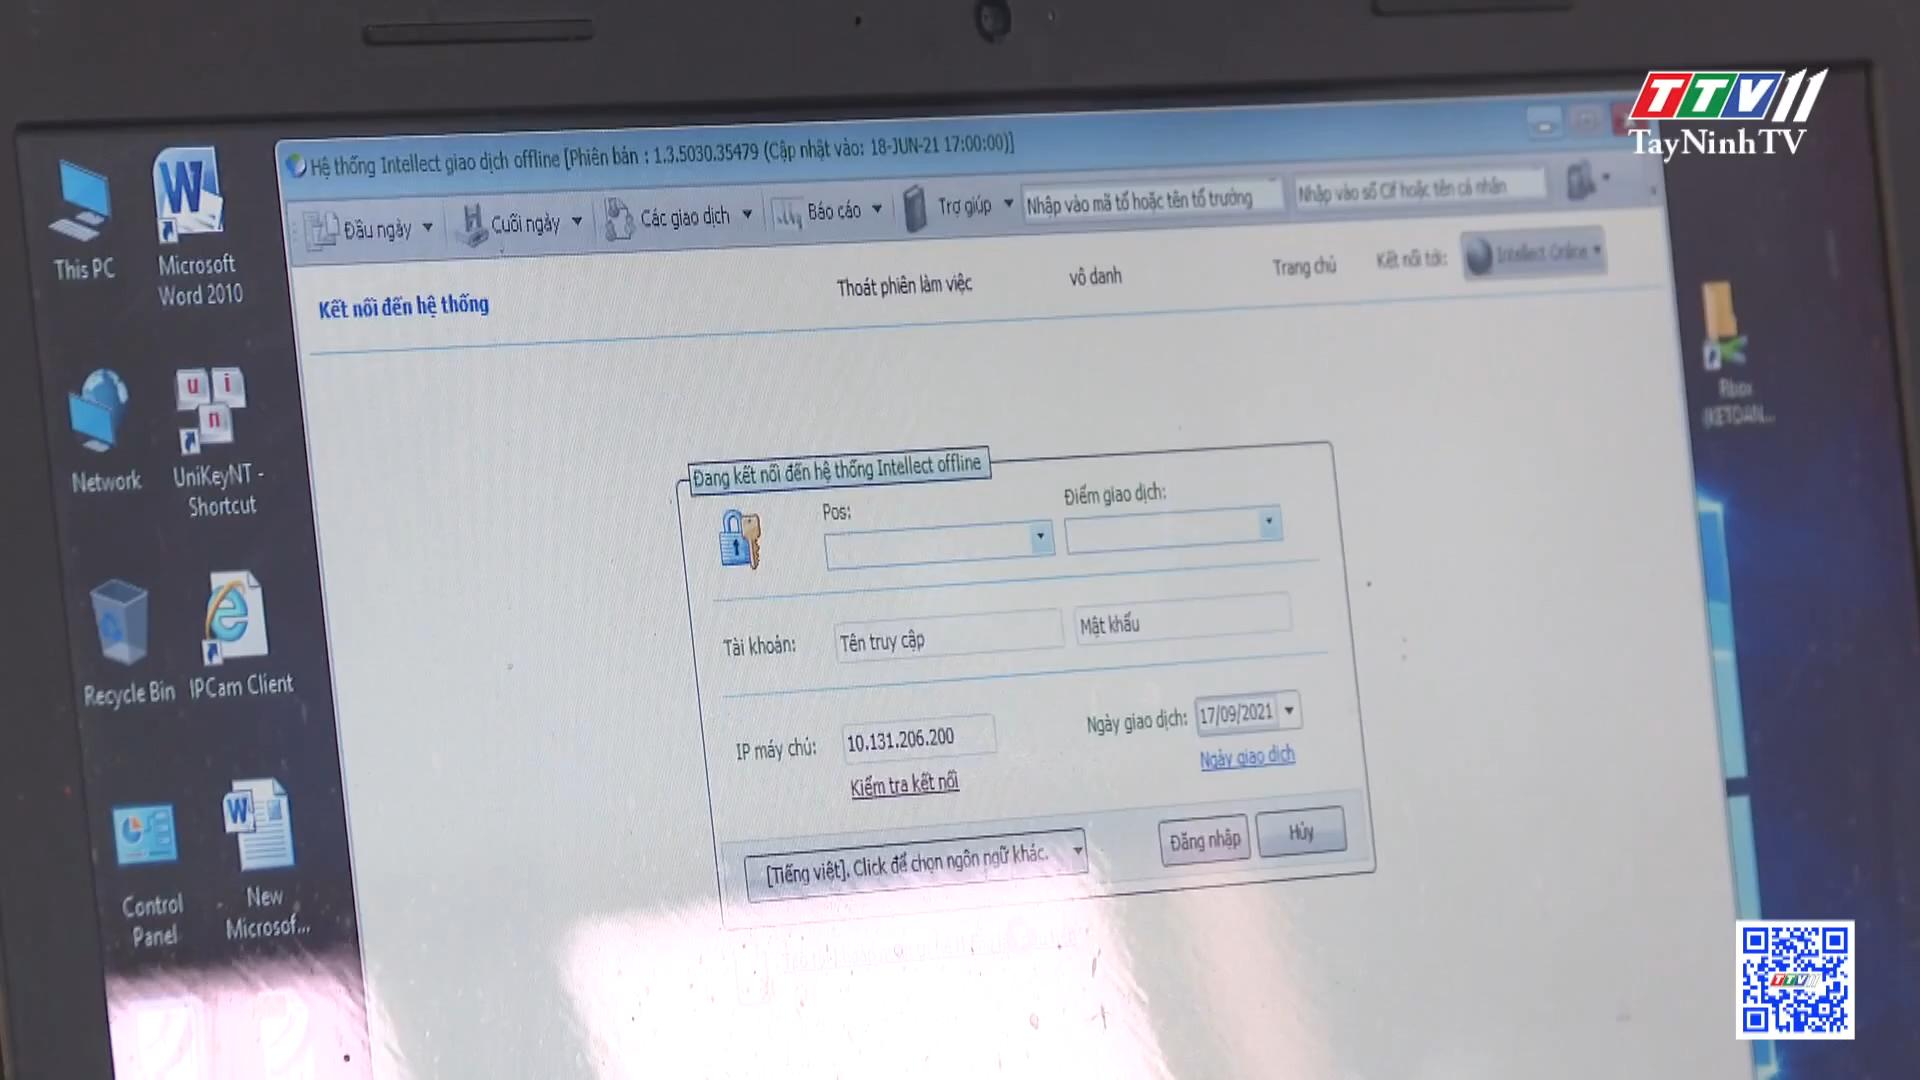 TTV11
TayNinhTV
Hệ thống Intellect giao dịch offline [Phiên bản : 1.3.5030.35479 (Cập nhật vào: 18-JUN-21 17:00:00)]
Đầu ngày
Cuối ngày
Các giao dịch
Báo cáo
Trợ giúp
Nhập vào mã tổ hoặc tên tổ trưởng
Nhập vào số Cif hoặc tên cá nhân
Kết nối đến hệ thống
Thoát phiên làm việc
vô danh
Trang chủ
Kết nối tới:
Intellect Online
This PC
Microsoft
Word 2010
Network
UniKeyNT -
Shortcut
Recycle Bin
IPCam Client
Control
Panel
New
Microsof...
Rbox
(KETOAN...
Đang kết nối đến hệ thống Intellect offline
Pos:
Điểm giao dịch:
Tài khoản:
Tên truy cập
Mật khẩu
IP máy chủ:
10.131.206.200
Ngày giao dịch:
17/09/2021
Kiểm tra kết nối
Ngày giao dịch
[Tiếng việt]. Click để chọn ngôn ngữ khác.
Đăng nhập
Hủy
TTV11